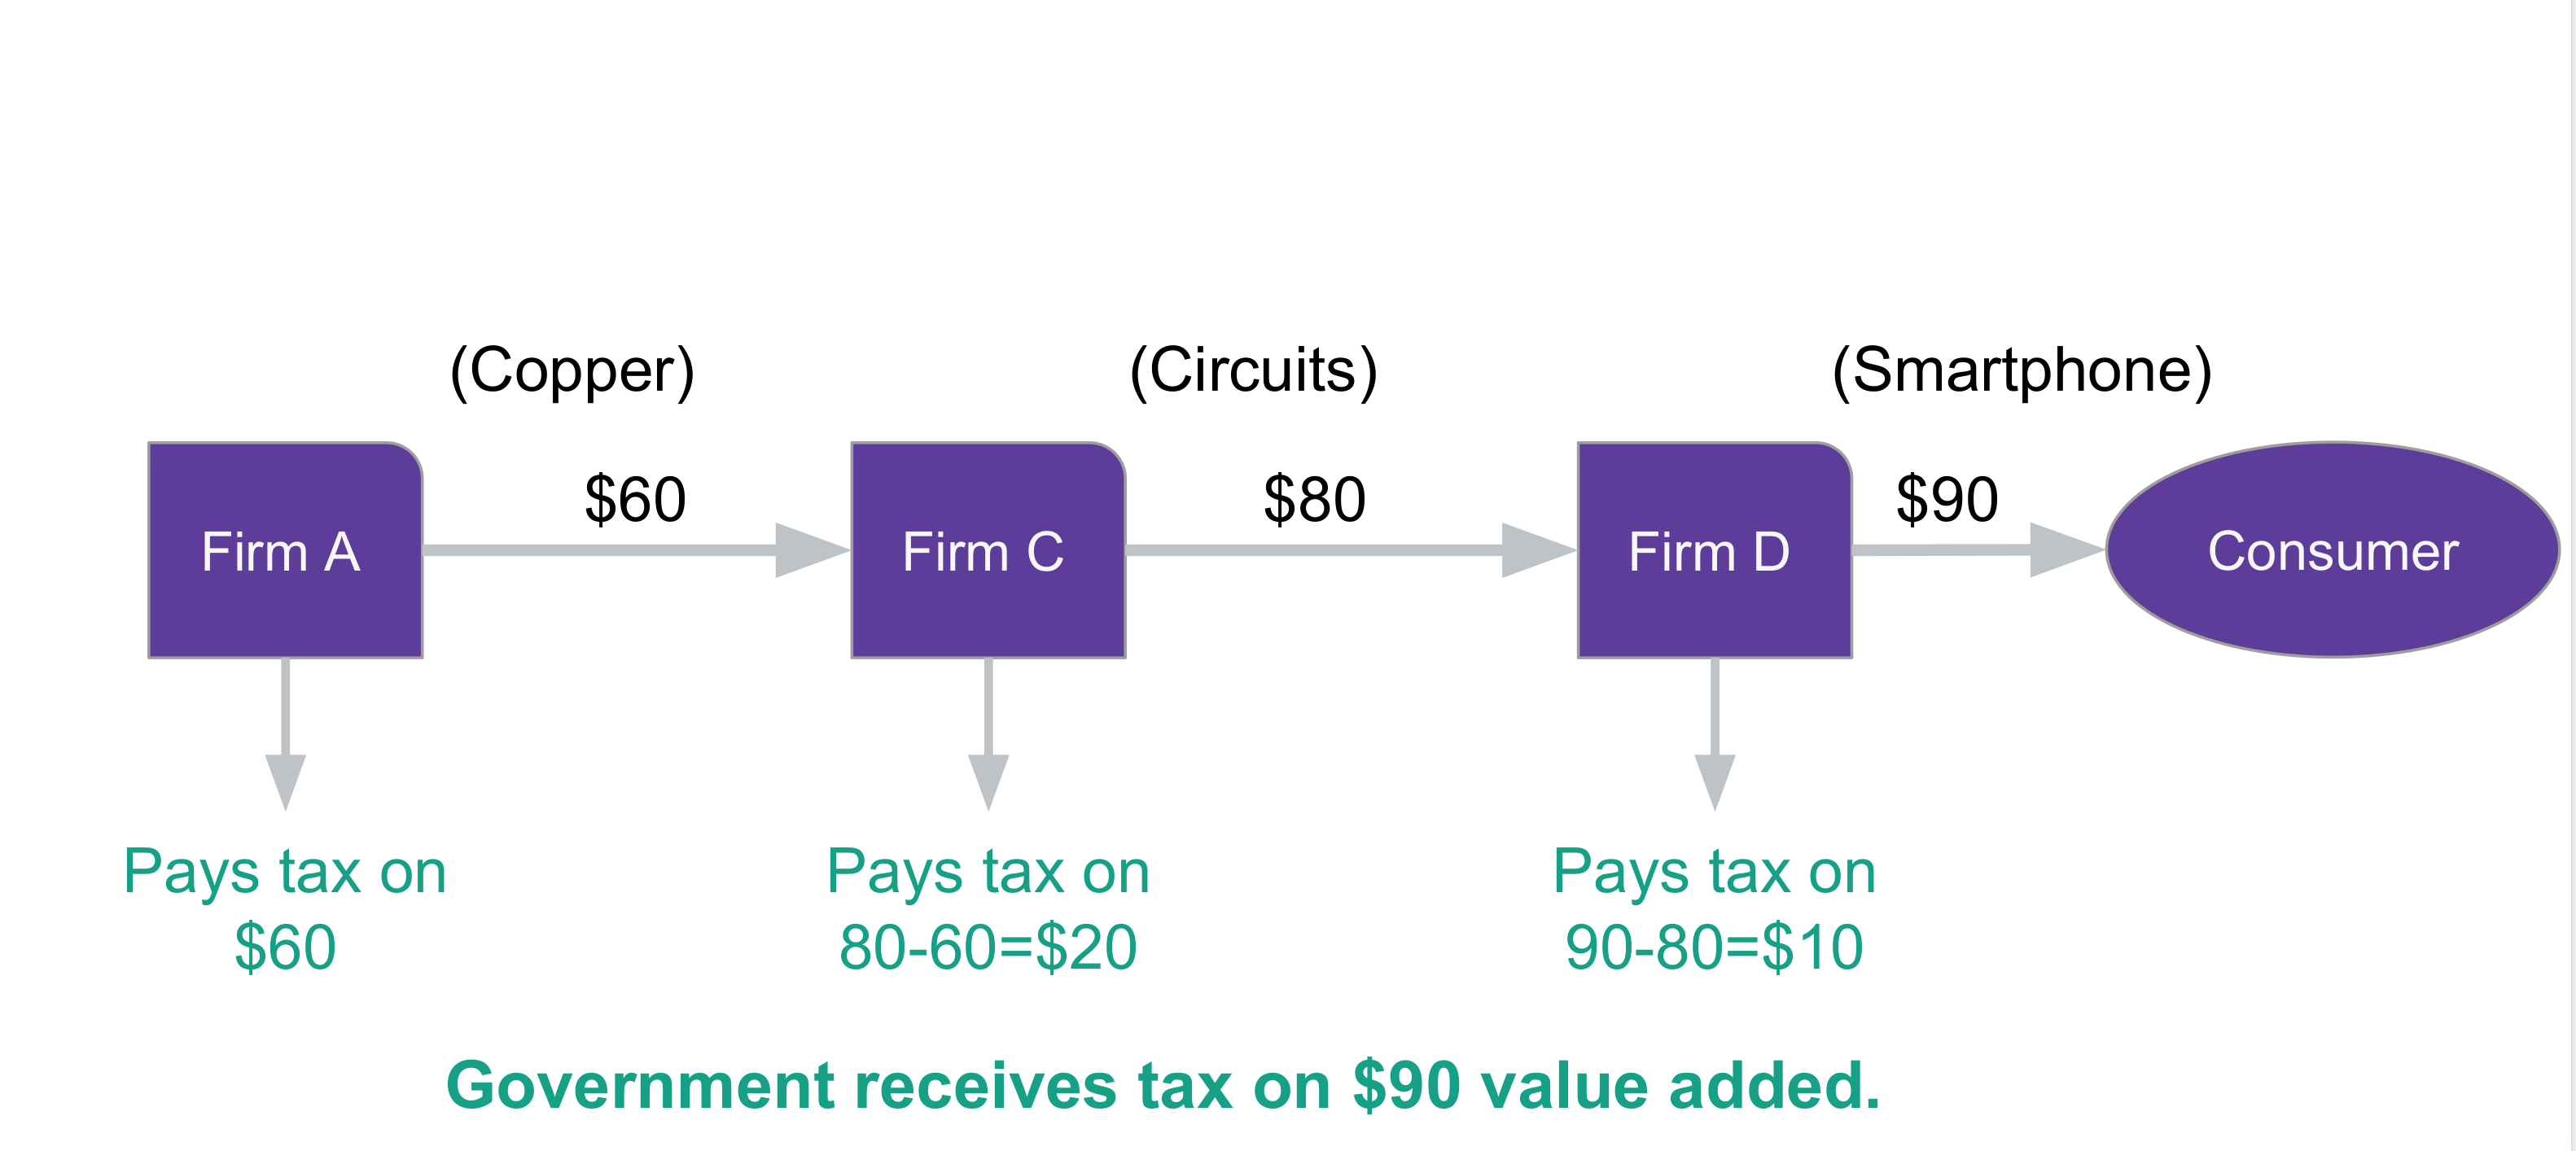 (Copper)
(Circuits)
(Smartphone)
$60
$80
$90
Firm A
Firm C
Firm D
Consumer
Pays tax on
$60
Pays tax on
80-60=$20
Pays tax on
90-80=$10
Government receives tax on $90 value added.